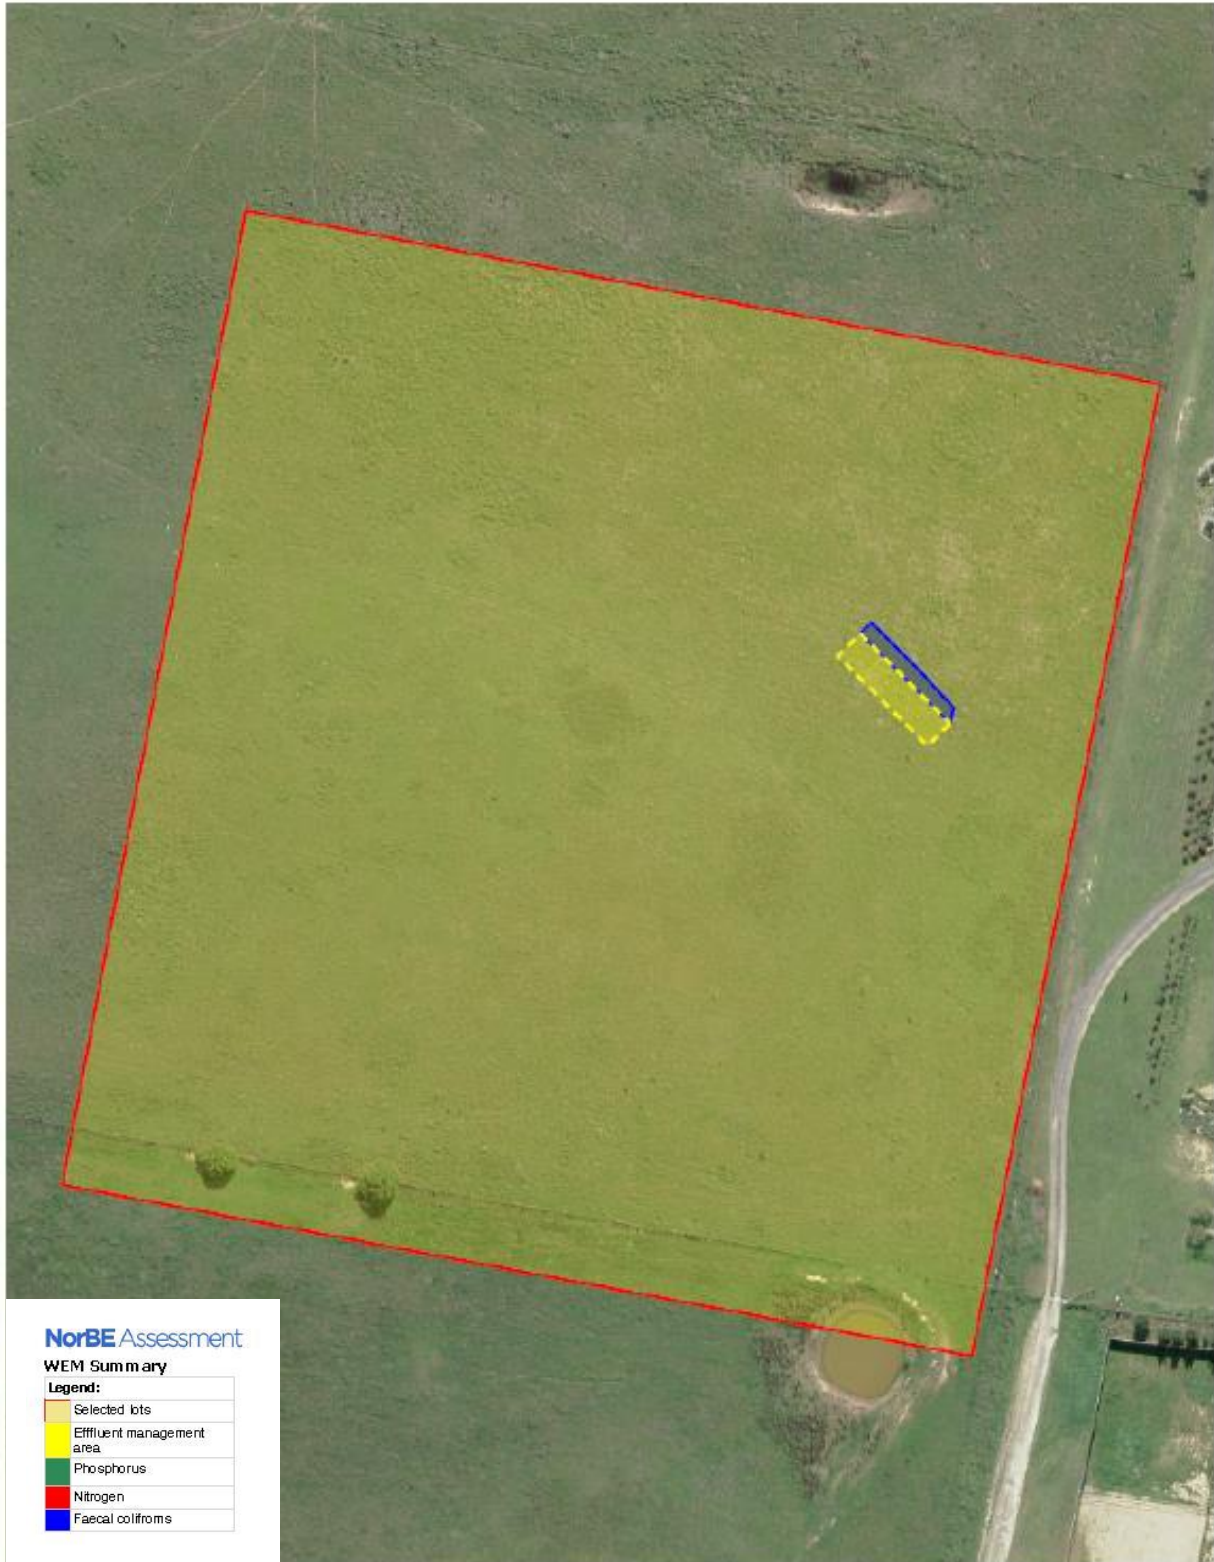 NorBE Assessment
WEM Summary
Legend:
Selected lots
Efffluent management
area
Phosphorus
Nitrogen
Faecal colifroms